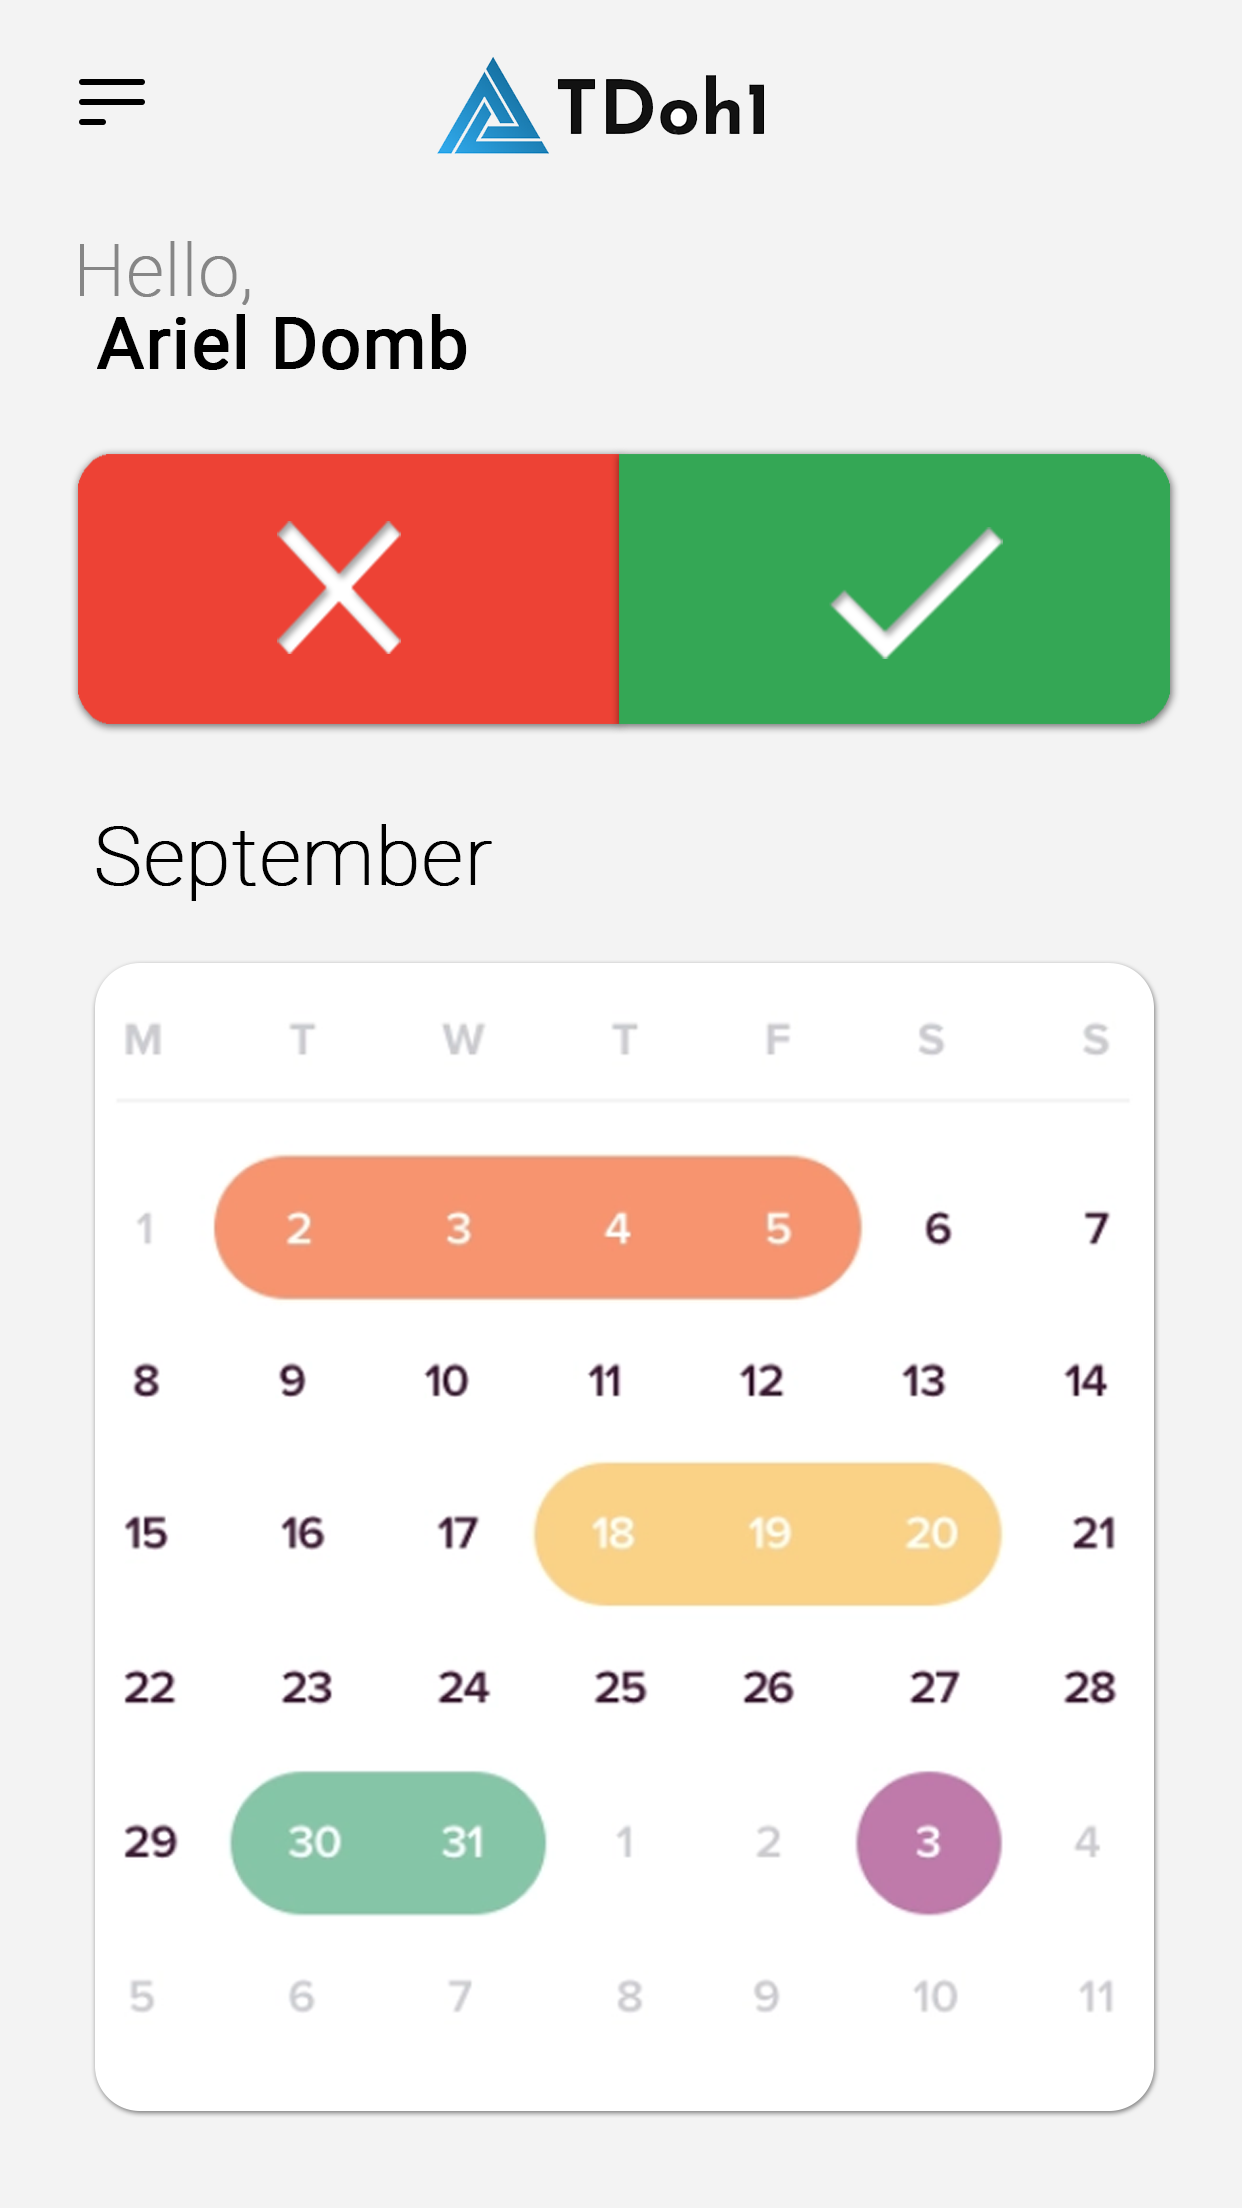 TDoh1
Hello,
Ariel Domb
September
M T W T F S S
1 2 3 4 5 6 7
8 9 10 11 12 13 14
15 16 17 18 19 20 21
22 23 24 25 26 27 28
29 30 31 1 2 3 4
5 6 7 8 9 10 11